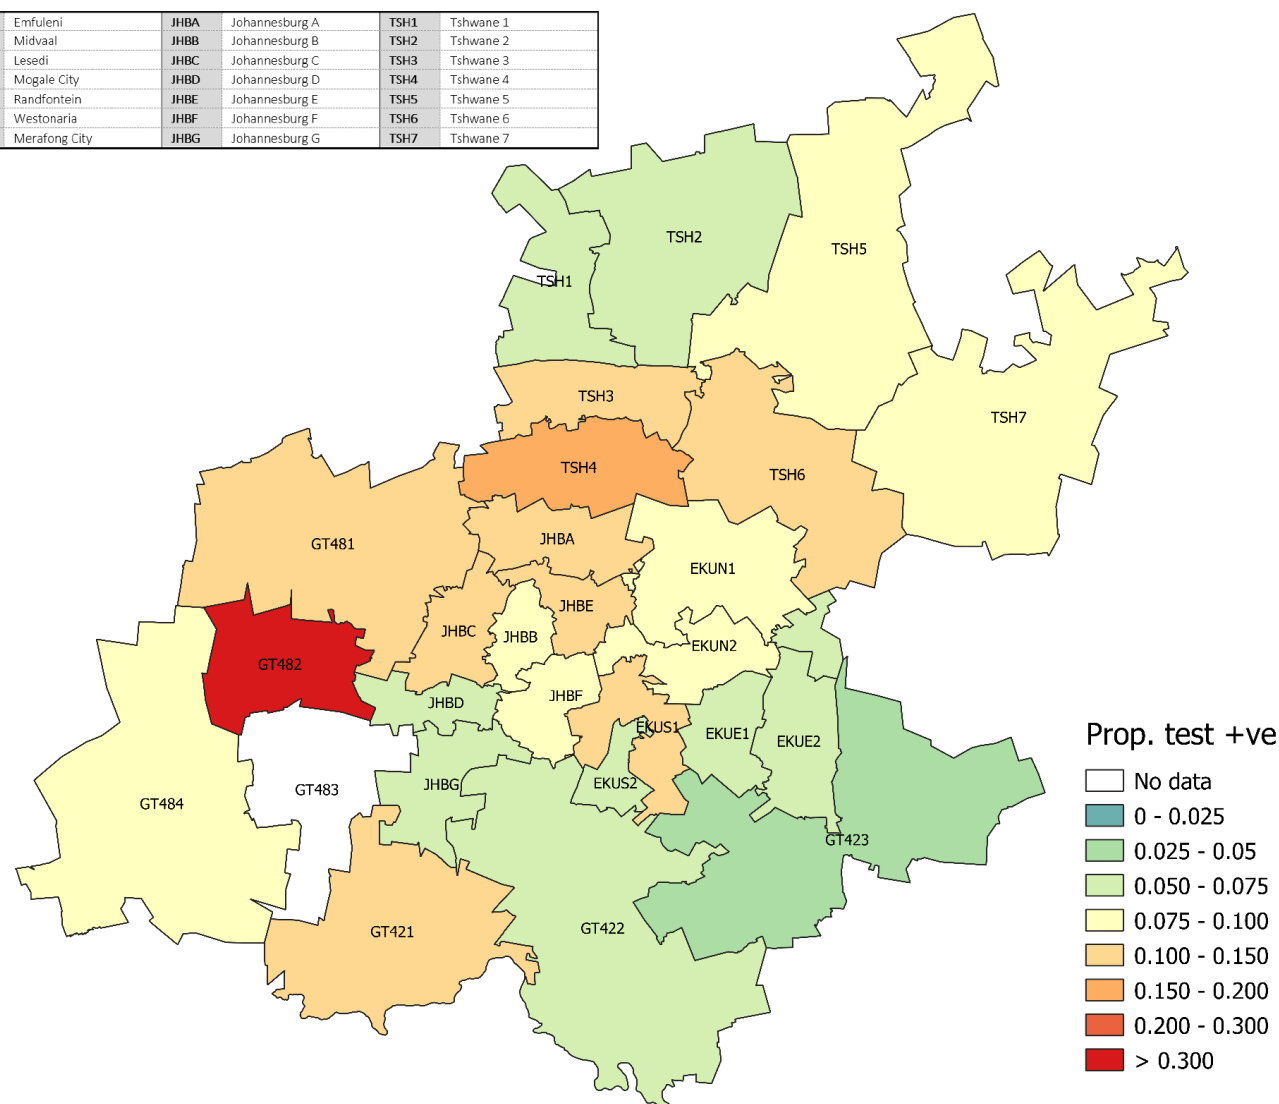 Emfuleni JHBA Johannesburg A TSH1 Tshwane 1
Midvaal JHBB Johannesburg B TSH2 Tshwane 2
Lesedi JHBC Johannesburg C TSH3 Tshwane 3
Mogale City JHBD Johannesburg D TSH4 Tshwane 4
Randfontein JHBE Johannesburg E TSH5 Tshwane 5
Westonaria JHBF Johannesburg F TSH6 Tshwane 6
Merafong City JHBG Johannesburg G TSH7 Tshwane 7
TSH2
TSH5
TSH1
TSH3
TSH7
TSH4
TSH6
GT481
JHBA
EKUN1
JHBE
JHBC
JHBB
EKUN2
GT482
JHBF
JHBD
EKUS1
EKUE1
EKUE2
JHBG
EKUS2
GT483
GT484
GT423
GT422
GT421
Prop. test +ve
No data
0 - 0.025
0.025 - 0.05
0.050 - 0.075
0.075 - 0.100
0.100 - 0.150
0.150 - 0.200
0.200 - 0.300
> 0.300